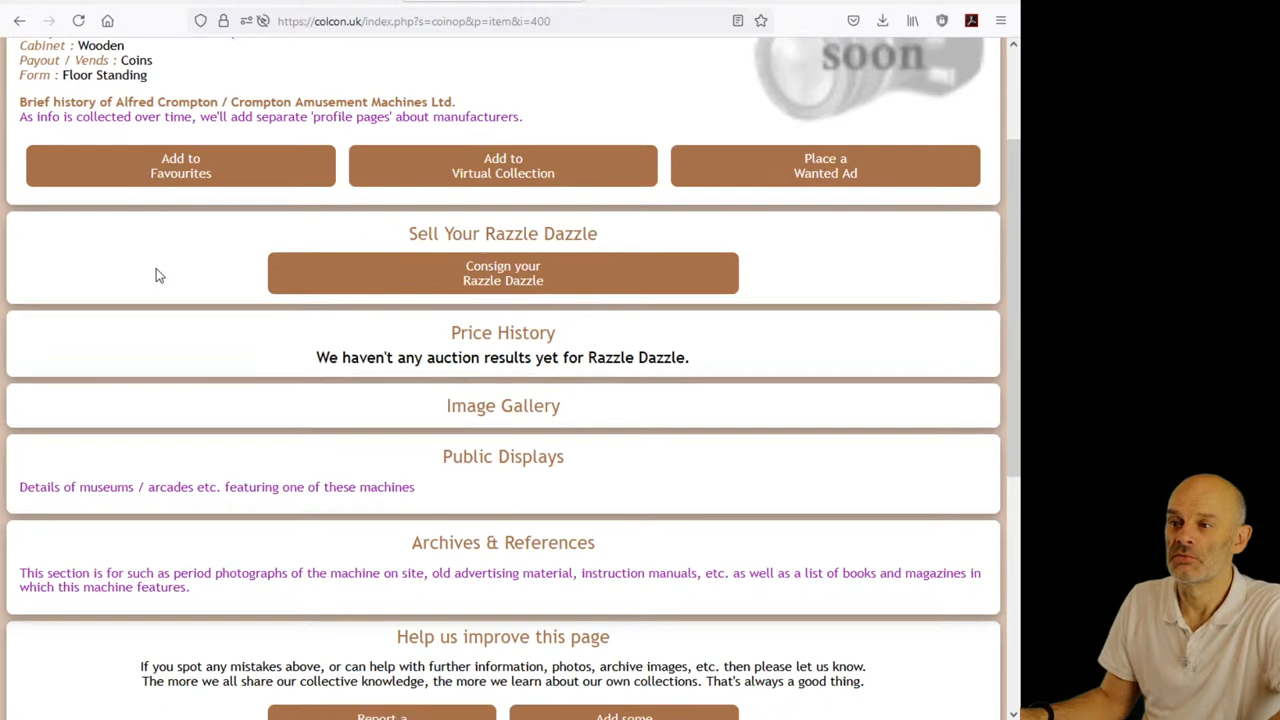 https://colcon.uk/index.php?s=coinop&p=item&i=400
Cabinet : Wooden
Payout / Vends : Coins
Form : Floor Standing
soon
Brief history of Alfred Crompton / Crompton Amusement Machines Ltd.
As info is collected over time, we'll add separate 'profile pages' about manufacturers.
Add to
Favourites
Add to
Virtual Collection
Place a
Wanted Ad
Sell Your Razzle Dazzle
Consign your
Razzle Dazzle
Price History
We haven't any auction results yet for Razzle Dazzle.
Image Gallery
Public Displays
Details of museums / arcades etc. featuring one of these machines
Archives & References
This section is for such as period photographs of the machine on site, old advertising material, instruction manuals, etc. as well as a list of books and magazines in
which this machine features.
Help us improve this page
If you spot any mistakes above, or can help with further information, photos, archive images, etc. then please let us know.
The more we all share our collective knowledge, the more we learn about our own collections. That's always a good thing.
Report a
Add some